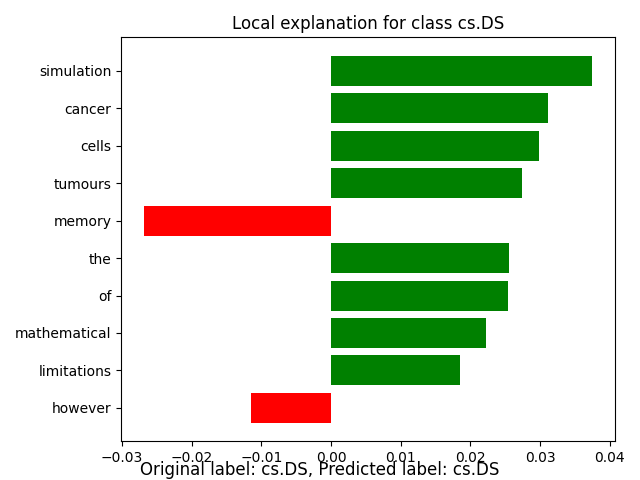 Local explanation for class cs.DS
simulation
cancer
cells
tumours
memory
the
of
mathematical
limitations
however
−0.03 −0.02 −0.01 0.00 0.01 0.02 0.03 0.04
Original label: cs.DS, Predicted label: cs.DS